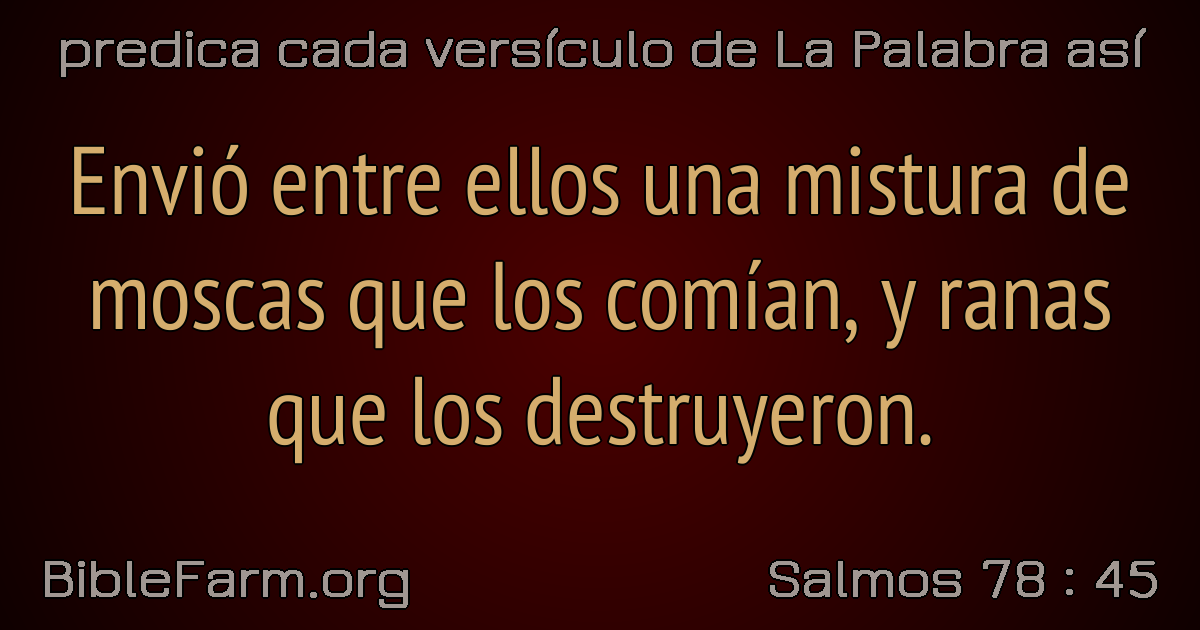 predica cada versículo de La Palabra así
Envió entre ellos una mistura de
moscas que los comían, y ranas
que los destruyeron.
BibleFarm.org
Salmos 78 : 45